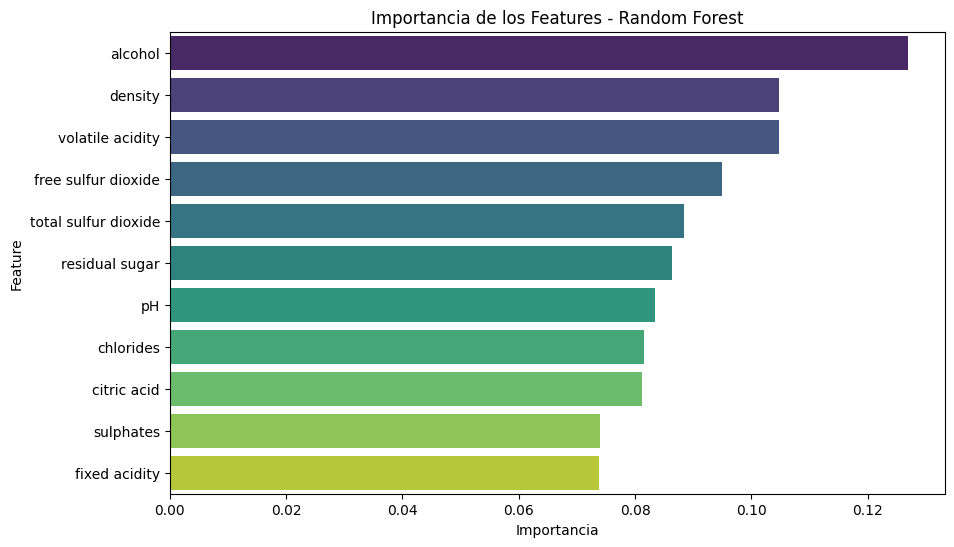 Importancia de los Features - Random Forest
Feature
alcohol
density
volatile acidity
free sulfur dioxide
total sulfur dioxide
residual sugar
pH
chlorides
citric acid
sulphates
fixed acidity
0.00 0.02 0.04 0.06 0.08 0.10 0.12
Importancia